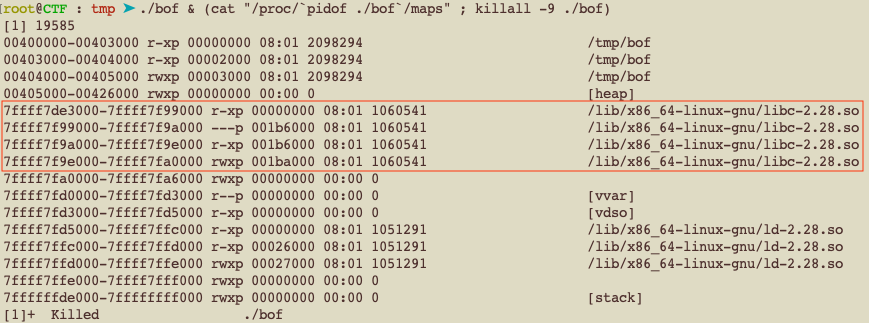 [root@CTF : tmp ➤ ./bof & (cat "/proc/`pidof ./bof`/maps" ; killall -9 ./bof)
[1] 19585
00400000-00403000 r-xp 00000000 08:01 2098294 /tmp/bof
00403000-00404000 r-xp 00002000 08:01 2098294 /tmp/bof
00404000-00405000 rwxp 00003000 08:01 2098294 /tmp/bof
00405000-00426000 rwxp 00000000 00:00 0 [heap]
7ffff7de3000-7ffff7f99000 r-xp 00000000 08:01 1060541 /lib/x86_64-linux-gnu/libc-2.28.so
7ffff7f99000-7ffff7f9a000 ---p 001b6000 08:01 1060541 /lib/x86_64-linux-gnu/libc-2.28.so
7ffff7f9a000-7ffff7f9e000 r-xp 001b6000 08:01 1060541 /lib/x86_64-linux-gnu/libc-2.28.so
7ffff7f9e000-7ffff7fa0000 rwxp 001ba000 08:01 1060541 /lib/x86_64-linux-gnu/libc-2.28.so
7ffff7fa0000-7ffff7fa6000 rwxp 00000000 00:00 0
7ffff7fd0000-7ffff7fd3000 r--p 00000000 00:00 0 [vvar]
7ffff7fd3000-7ffff7fd5000 r-xp 00000000 00:00 0 [vdso]
7ffff7fd5000-7ffff7ffc000 r-xp 00000000 08:01 1051291 /lib/x86_64-linux-gnu/ld-2.28.so
7ffff7ffc000-7ffff7ffd000 r-xp 00026000 08:01 1051291 /lib/x86_64-linux-gnu/ld-2.28.so
7ffff7ffd000-7ffff7ffe000 rwxp 00027000 08:01 1051291 /lib/x86_64-linux-gnu/ld-2.28.so
7ffff7ffe000-7ffff7fff000 rwxp 00000000 00:00 0
7ffffffde000-7ffffffff000 rwxp 00000000 00:00 0 [stack]
[1]+ Killed ./bof